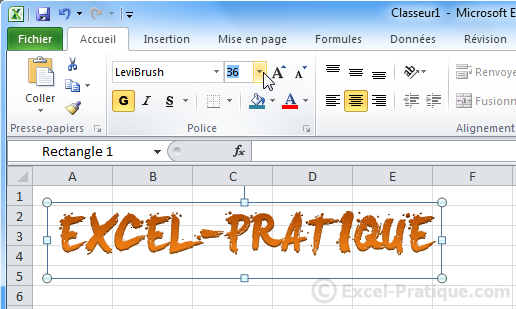 Classeur1 - Microsoft E
Fichier Accueil Insertion Mise en page Formules Données Révision
LeviBrush 36 A A Renvoye
Coller G I S A Fusionn
Presse-papiers Police Alignement
Rectangle 1 fx
A B C D E F
1
2
3
4
5
6
EXCEL-PRATIQUE
© Excel-Pratique.com